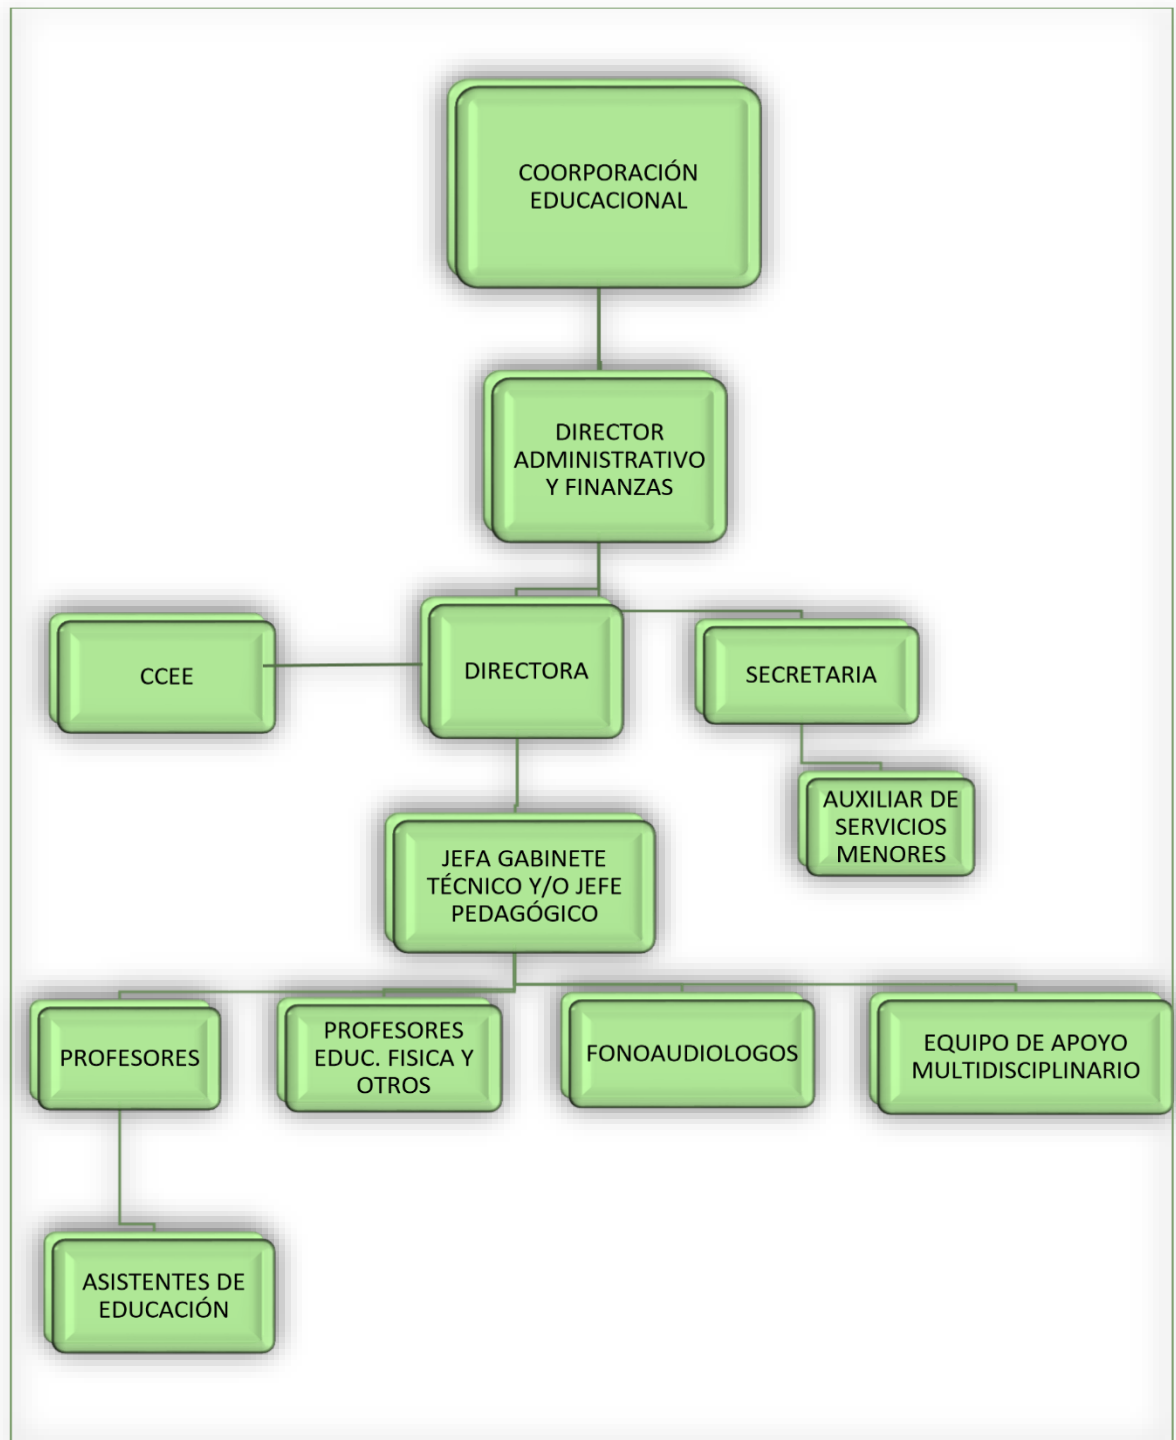 COORPORACIÓN
EDUCACIONAL
DIRECTOR
ADMINISTRATIVO
Y FINANZAS
CCEE
DIRECTORA
SECRETARIA
AUXILIAR DE
SERVICIOS
MENORES
JEFA GABINETE
TÉCNICO Y/O JEFE
PEDAGÓGICO
PROFESORES
PROFESORES
EDUC. FISICA Y
OTROS
FONOAUDIOLOGOS
EQUIPO DE APOYO
MULTIDISCIPLINARIO
ASISTENTES DE
EDUCACIÓN